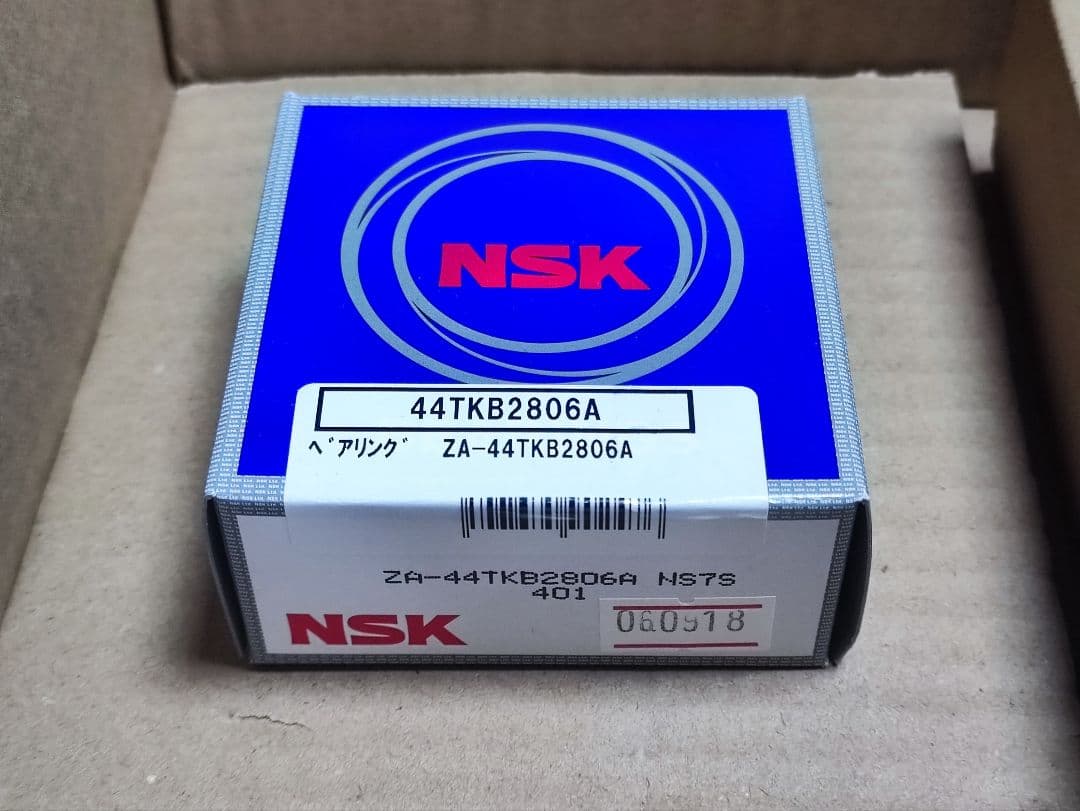 NSK
44TKB2806A
ﾍﾞｱﾘﾝｸﾞ ZA-44TKB2806A
ZA-44TKB2806A NS7S
401
NSK
060918